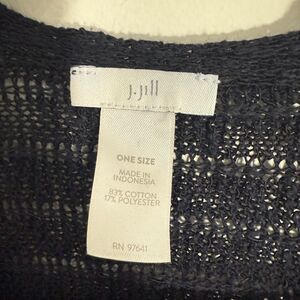 J.Jill
ONE SIZE
MADE IN
INDONESIA
83% COTTON
17% POLYESTER
RN 97641